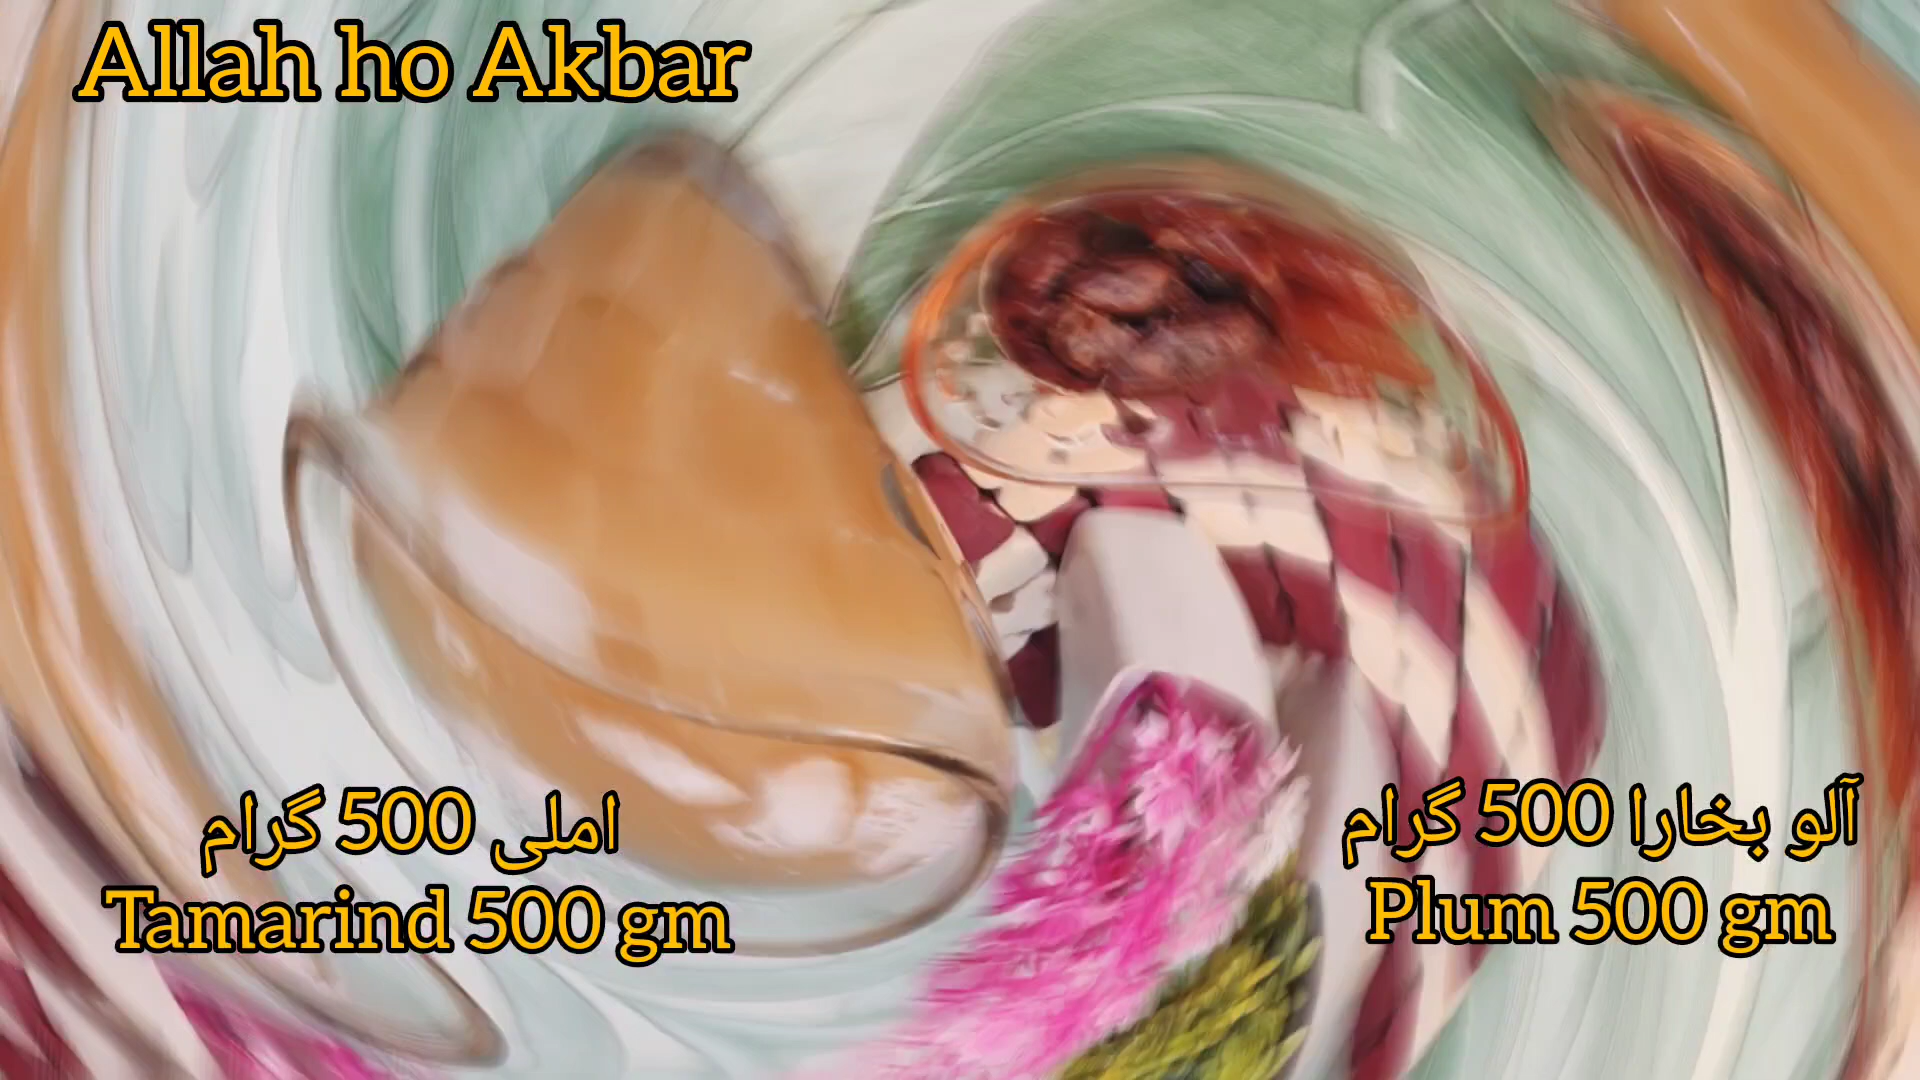 Allah ho Akbar
املی 500 گرام
Tamarind 500 gm
آلو بخارا 500 گرام
Plum 500 gm